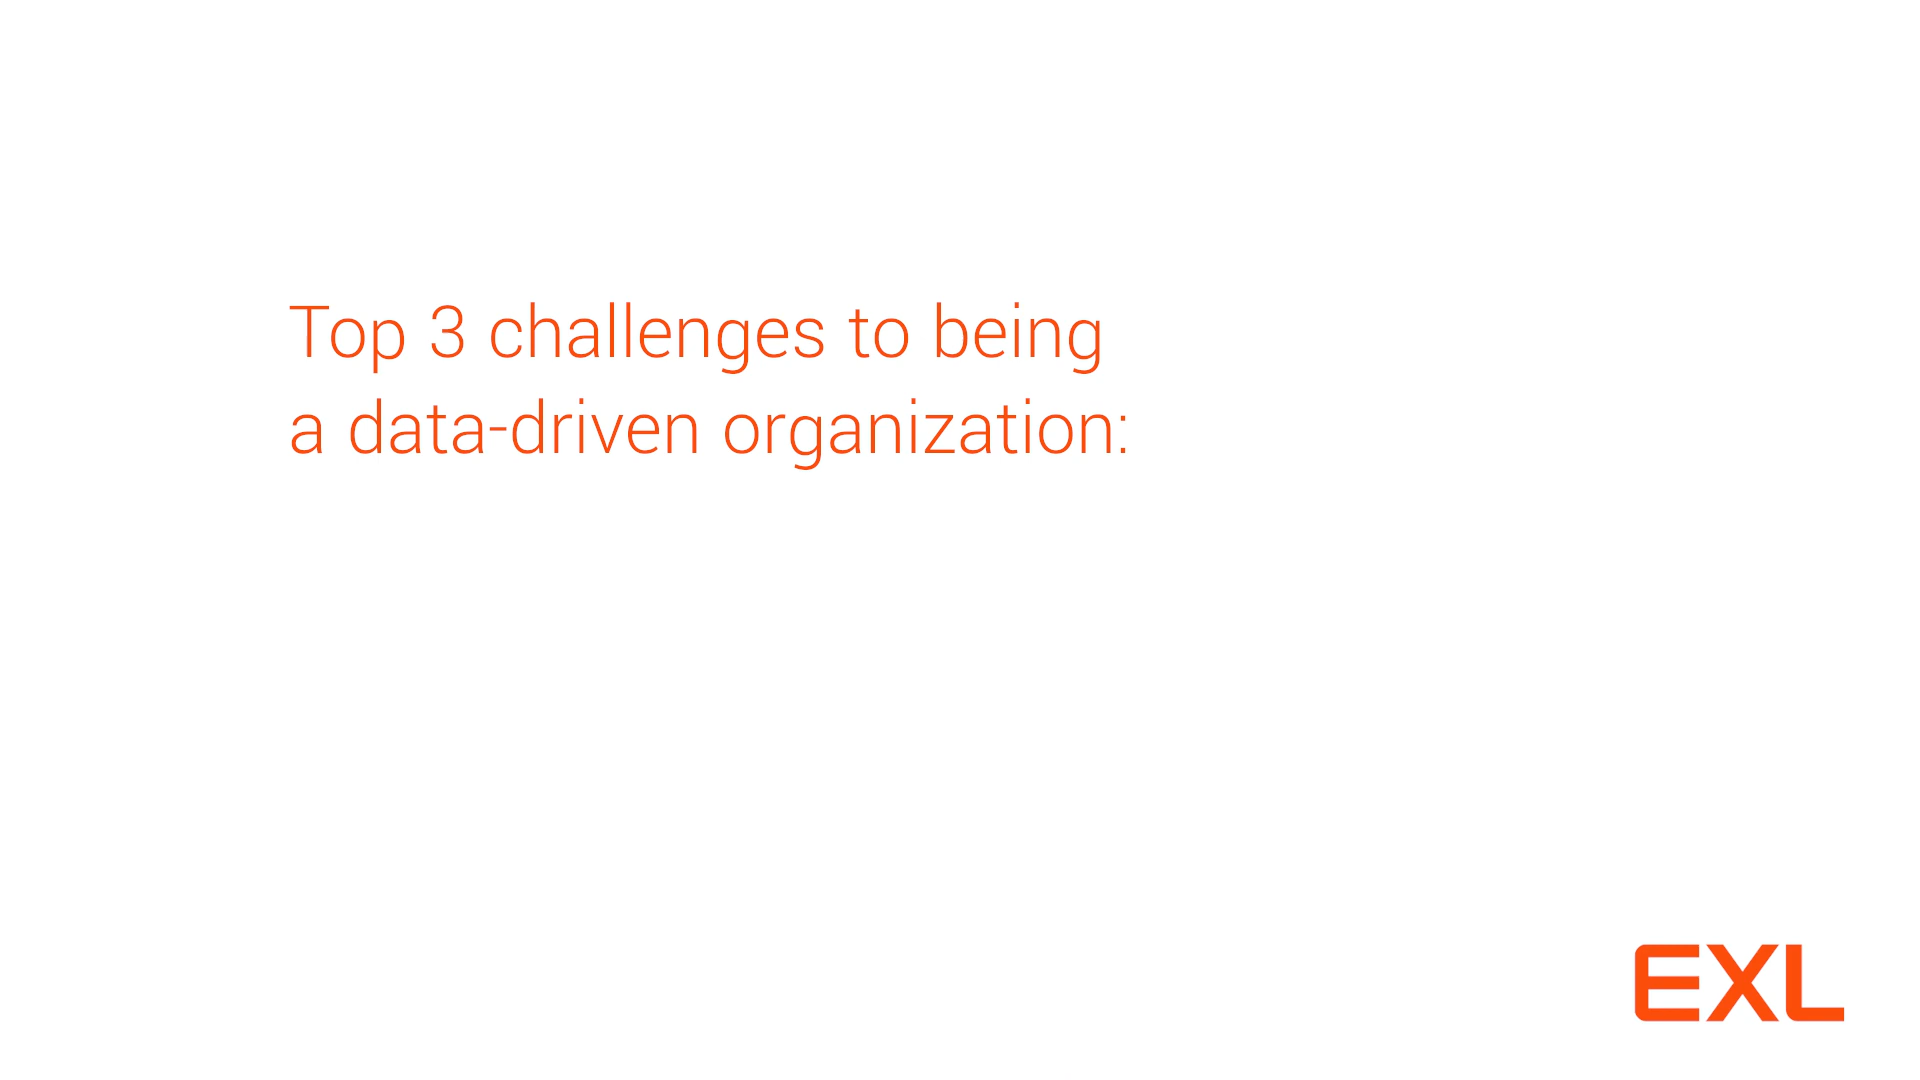 Top 3 challenges to being
a data-driven organization:
EXL